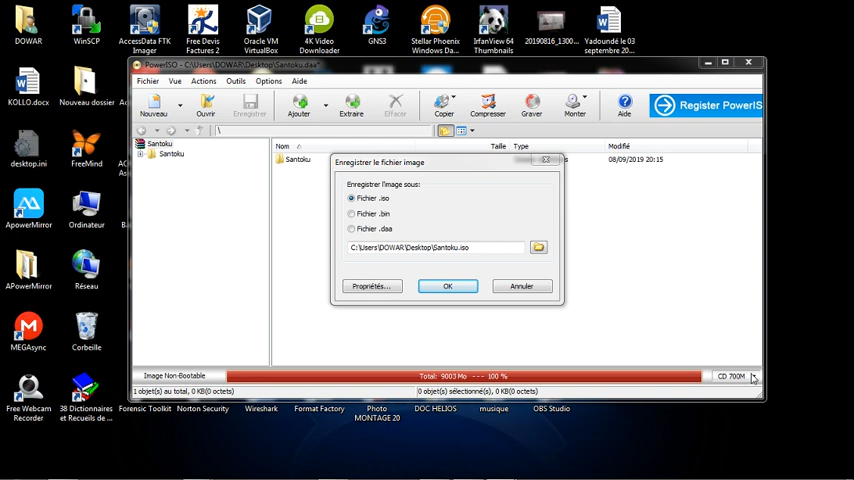 DOWAR
WinSCP
AccessData FTK
Imager
Free Devis
Factures 2
Oracle VM
VirtualBox
4K Video
Downloader
GNS3
Stellar Phoenix
Windows Da...
IrfanView 64
Thumbnails
20190816_1300...
Yadoundé le 03
septembre 20...
PowerISO - C:\Users\DOWAR\Desktop\Santoku.daa*
Fichier Vue Actions Outils Options Aide
Nouveau Ouvrir Enregistrer Ajouter Extraire Effacer Copier Compresser Graver Monter Aide
Register PowerIS
\
Santoku
Santoku
Nom Taille Type Modifié
Santoku
08/09/2019 20:15
Enregistrer le fichier image
Enregistrer l'image sous:
Fichier .iso
Fichier .bin
Fichier .daa
C:\Users\DOWAR\Desktop\Santoku.iso
Propriétés... OK Annuler
Image Non-Bootable
Total: 9003 Mo --- 100 %
CD 700M
1 objet(s) au total, 0 KB(0 octets)
0 objet(s) sélectionné(s), 0 KB(0 octets)
KOLLO.docx
Nouveau dossier
desktop.ini
FreeMind
ApowerMirror
Ordinateur
APowerMirror
Réseau
MEGAsync
Corbeille
Free Webcam
Recorder
38 Dictionnaires
et Recueils de ...
Forensic Toolkit
Norton Security
Wireshark
Format Factory
Photo
MONTAGE 20
DOC HELIOS
musique
OBS Studio